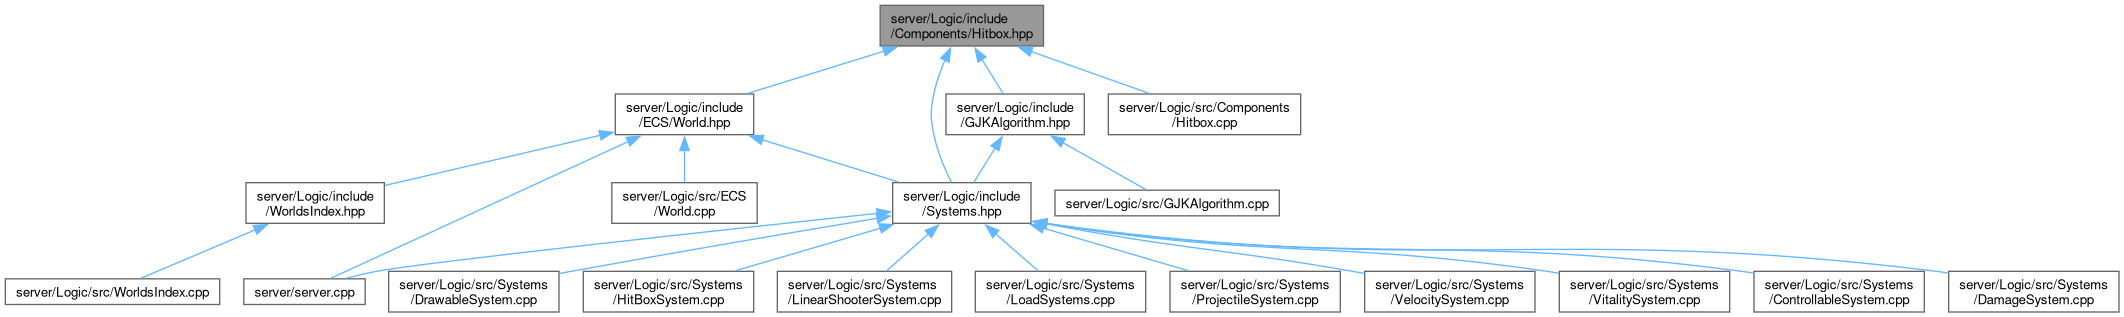 server/Logic/include
/Components/Hitbox.hpp
server/Logic/include
/ECS/World.hpp
server/Logic/include
/GJKAlgorithm.hpp
server/Logic/src/Components
/Hitbox.cpp
server/Logic/include
/WorldsIndex.hpp
server/Logic/src/ECS
/World.cpp
server/Logic/include
/Systems.hpp
server/Logic/src/GJKAlgorithm.cpp
server/Logic/src/WorldsIndex.cpp
server/server.cpp
server/Logic/src/Systems
/DrawableSystem.cpp
server/Logic/src/Systems
/HitBoxSystem.cpp
server/Logic/src/Systems
/LinearShooterSystem.cpp
server/Logic/src/Systems
/LoadSystems.cpp
server/Logic/src/Systems
/ProjectileSystem.cpp
server/Logic/src/Systems
/VelocitySystem.cpp
server/Logic/src/Systems
/VitalitySystem.cpp
server/Logic/src/Systems
/ControllableSystem.cpp
server/Logic/src/Systems
/DamageSystem.cpp